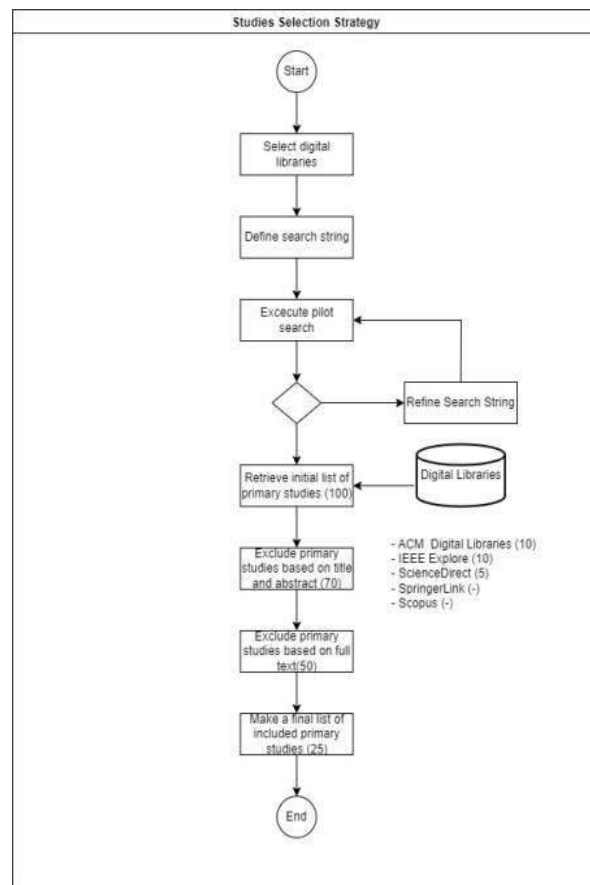 Studies Selection Strategy
Start
Select digital
libraries
Define search string
Excecute pilot
search
Refine Search String
Digital Libraries
Retrieve initial list of
primary studies (100)
- ACM Digital Libraries (10)
- IEEE Explore (10)
- ScienceDirect (5)
- SpringerLink (-)
- Scopus (-)
Exclude primary
studies based on title
and abstract (70)
Exclude primary
studies based on full
text(50)
Make a final list of
included primary
studies (25)
End